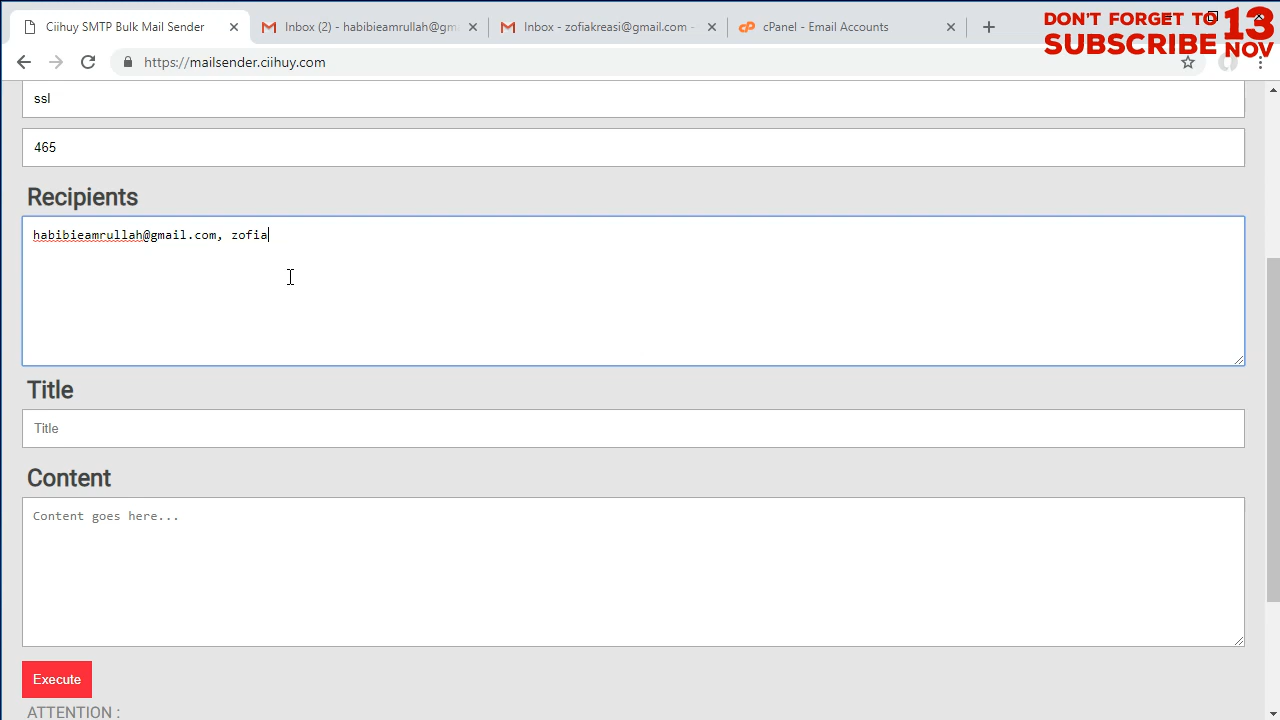 Ciihuy SMTP Bulk Mail Sender
Inbox (2) - habibieamrullah@gm
Inbox - zofiakreasi@gmail.com -
cPanel - Email Accounts
DON'T FORGET TO
SUBSCRIBE
13
NOV
https://mailsender.ciihuy.com
ssl
465
Recipients
habibieamrullah@gmail.com, zofia
Title
Title
Content
Content goes here...
Execute
ATTENTION :